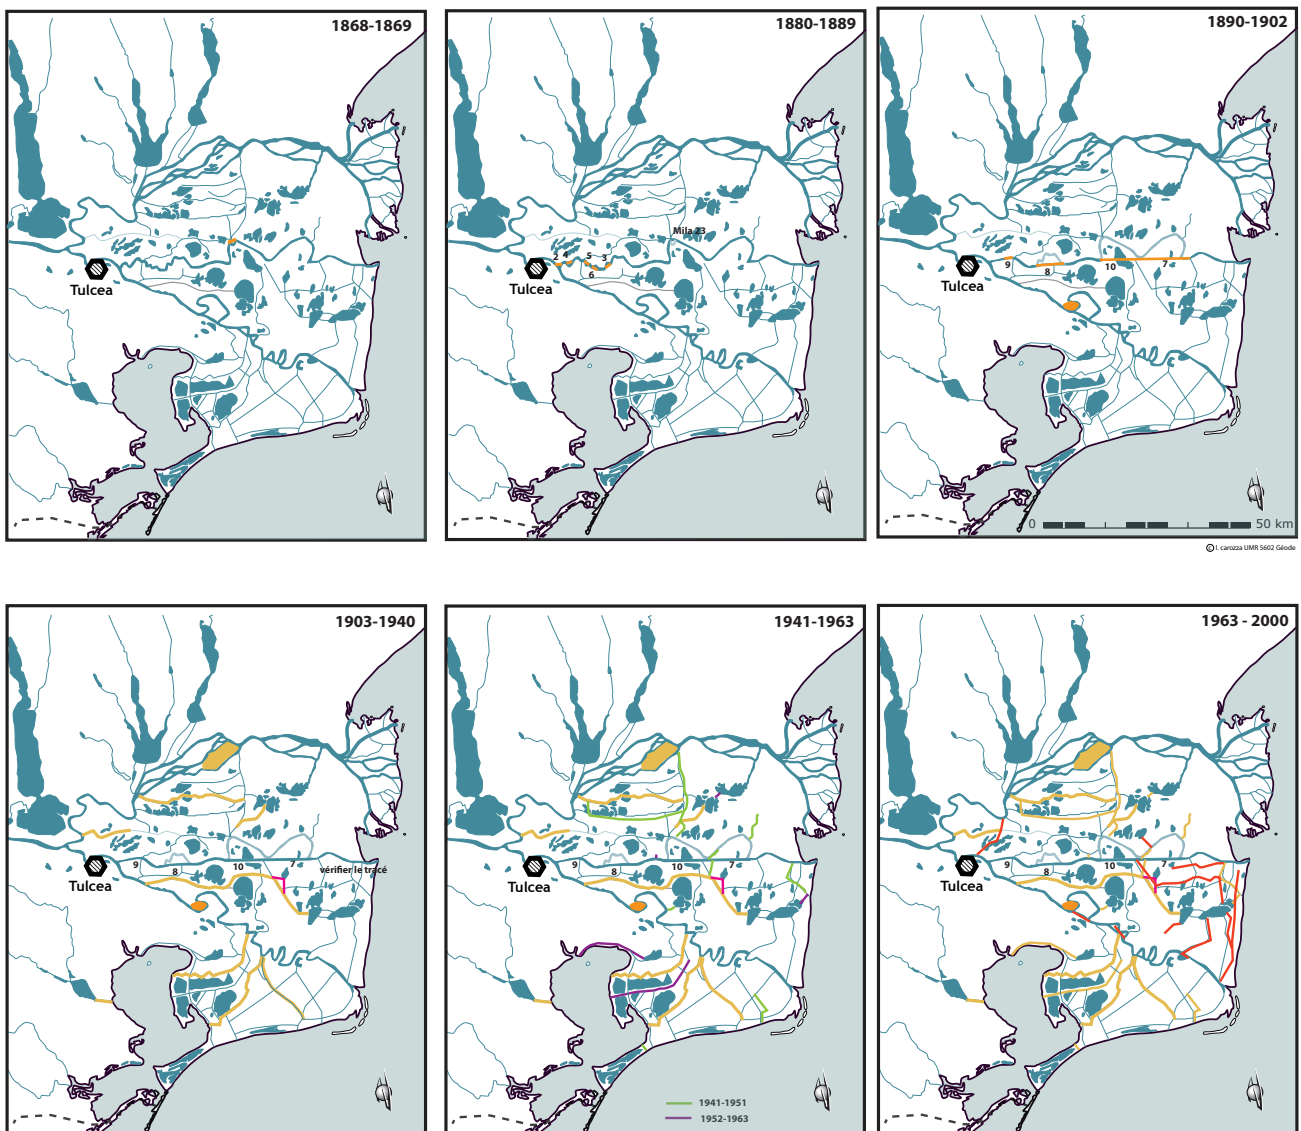 1868-1869
Tulcea
1880-1889
Mila 23
2 4 5 3
6
Tulcea
1890-1902
9
8
10
7
Tulcea
0 50 km
© l. carozza UMR 5602 Géode
1903-1940
9
8
10
7
vérifier le tracé
Tulcea
1941-1963
9
8
10
7
Tulcea
1941-1951
1952-1963
1963 - 2000
9
8
10
7
Tulcea